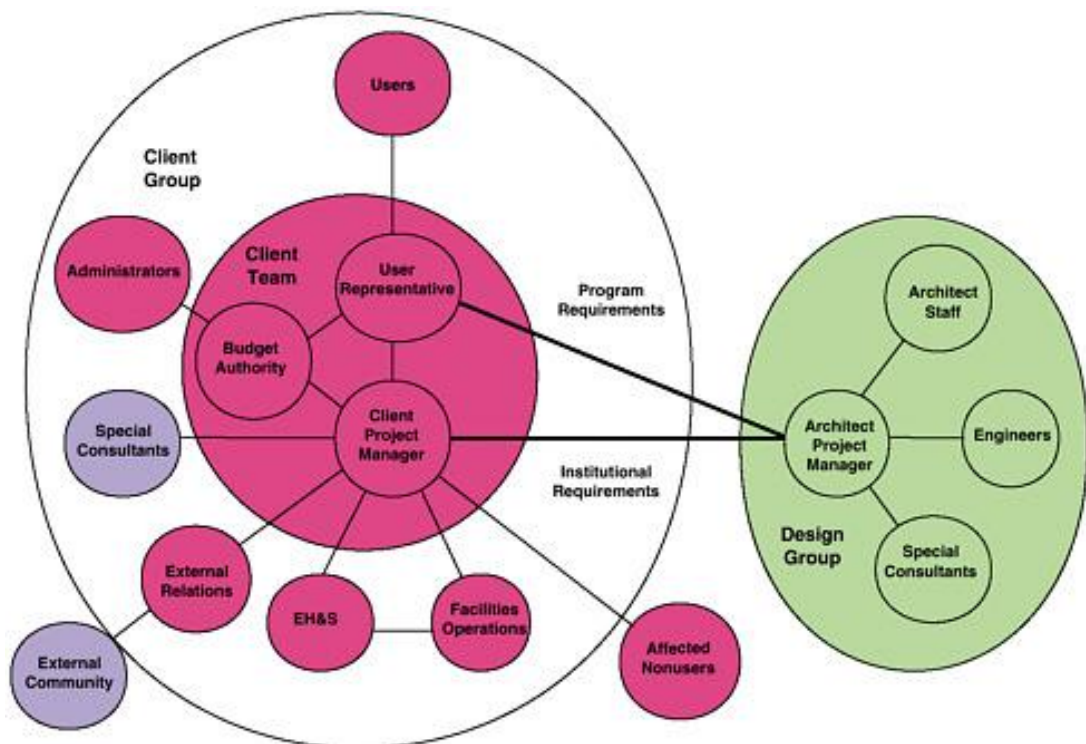 Users
Client
Group
Administrators
Client
Team
User
Representative
Program
Requirements
Architect
Staff
Budget
Authority
Special
Consultants
Client
Project
Manager
Architect
Project
Manager
Engineers
Institutional
Requirements
Design
Group
Special
Consultants
External
Relations
EH&S
Facilities
Operations
External
Community
Affected
Nonusers